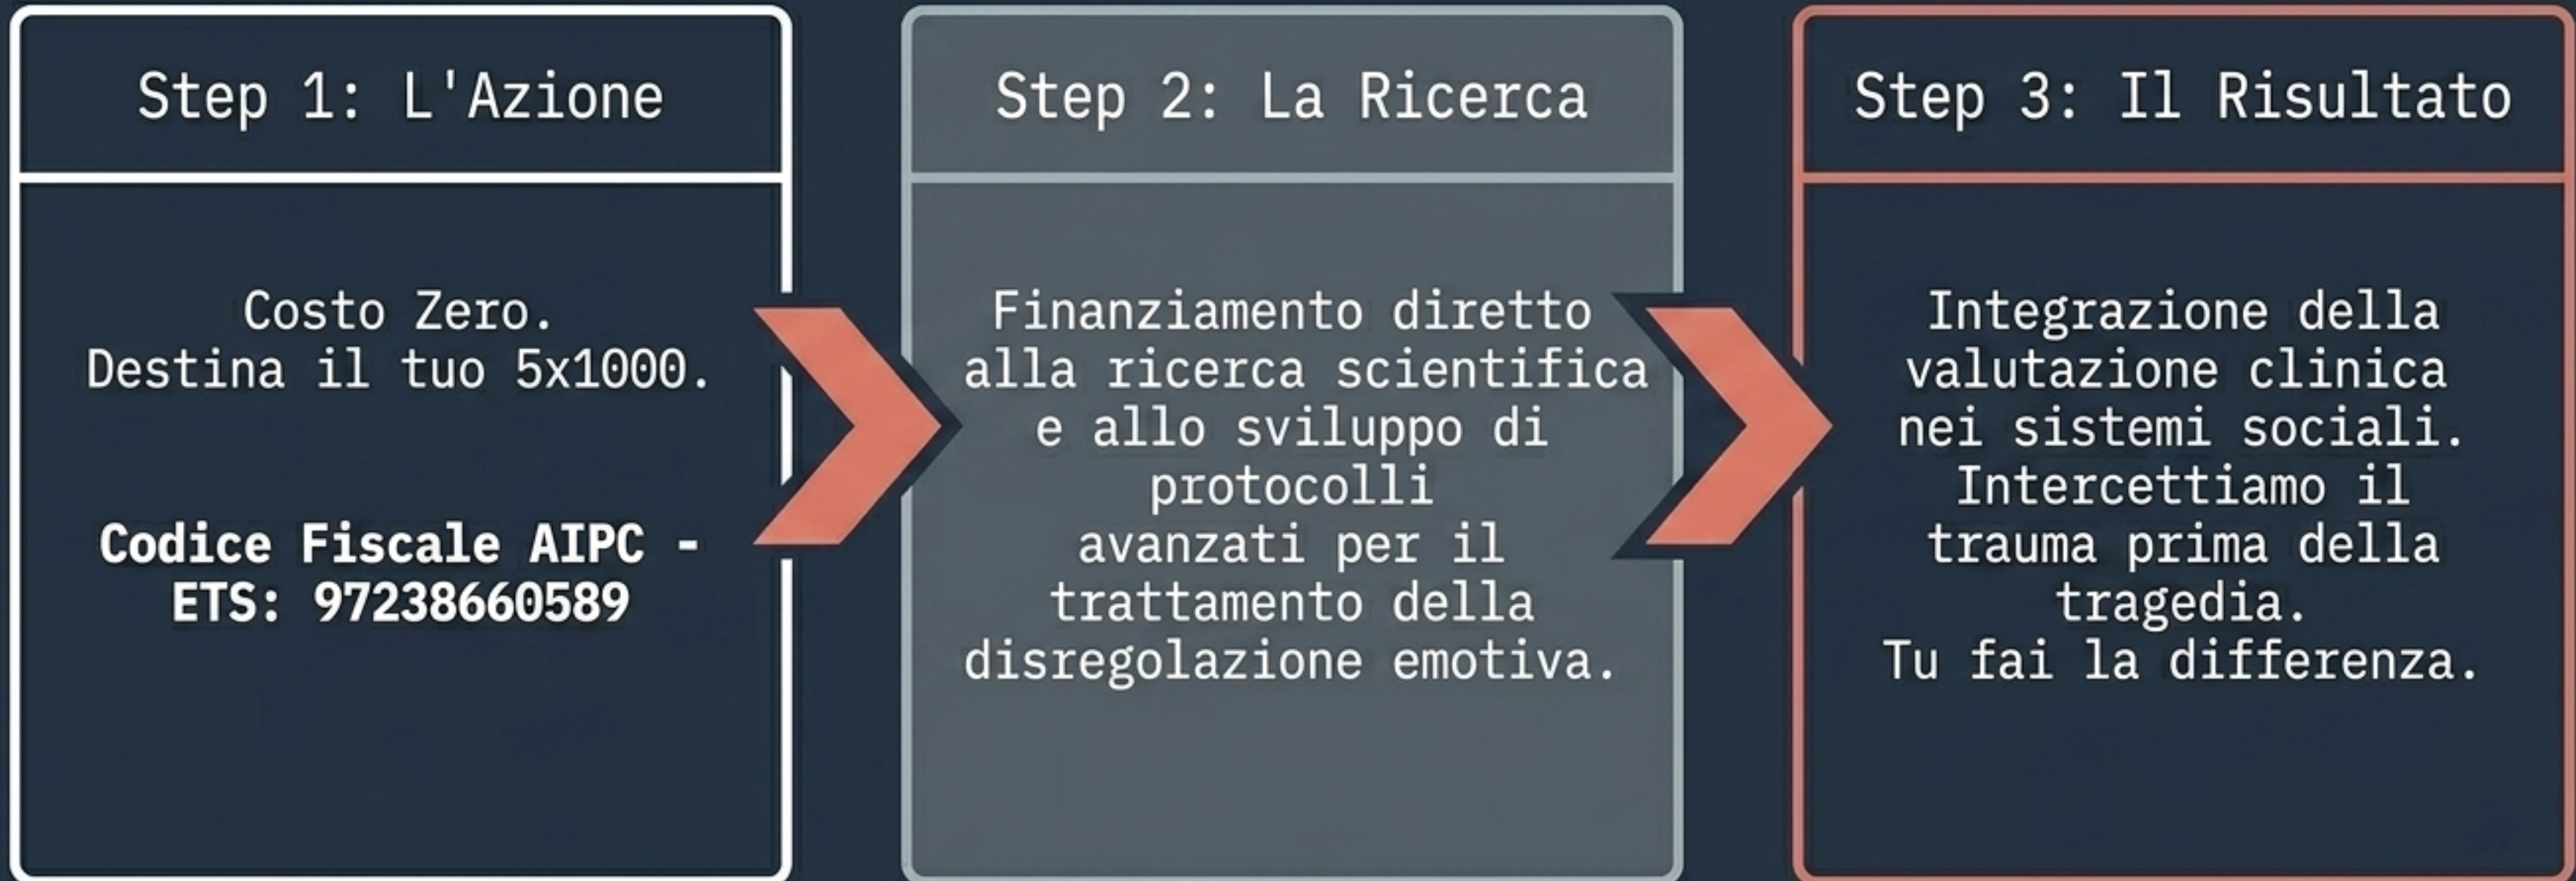 Step 1: L'Azione
Costo Zero.
Destina il tuo 5x1000.
Codice Fiscale AIPC -
ETS: 97238660589
Step 2: La Ricerca
Finanziamento diretto
alla ricerca scientifica
e allo sviluppo di
protocolli
avanzati per il
trattamento della
disregolazione emotiva.
Step 3: Il Risultato
Integrazione della
valutazione clinica
nei sistemi sociali.
Intercettiamo il
trauma prima della
tragedia.
Tu fai la differenza.